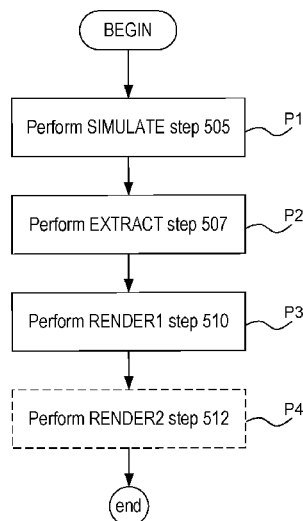 BEGIN
Perform SIMULATE step 505
P1
Perform EXTRACT step 507
P2
Perform RENDER1 step 510
P3
Perform RENDER2 step 512
P4
end